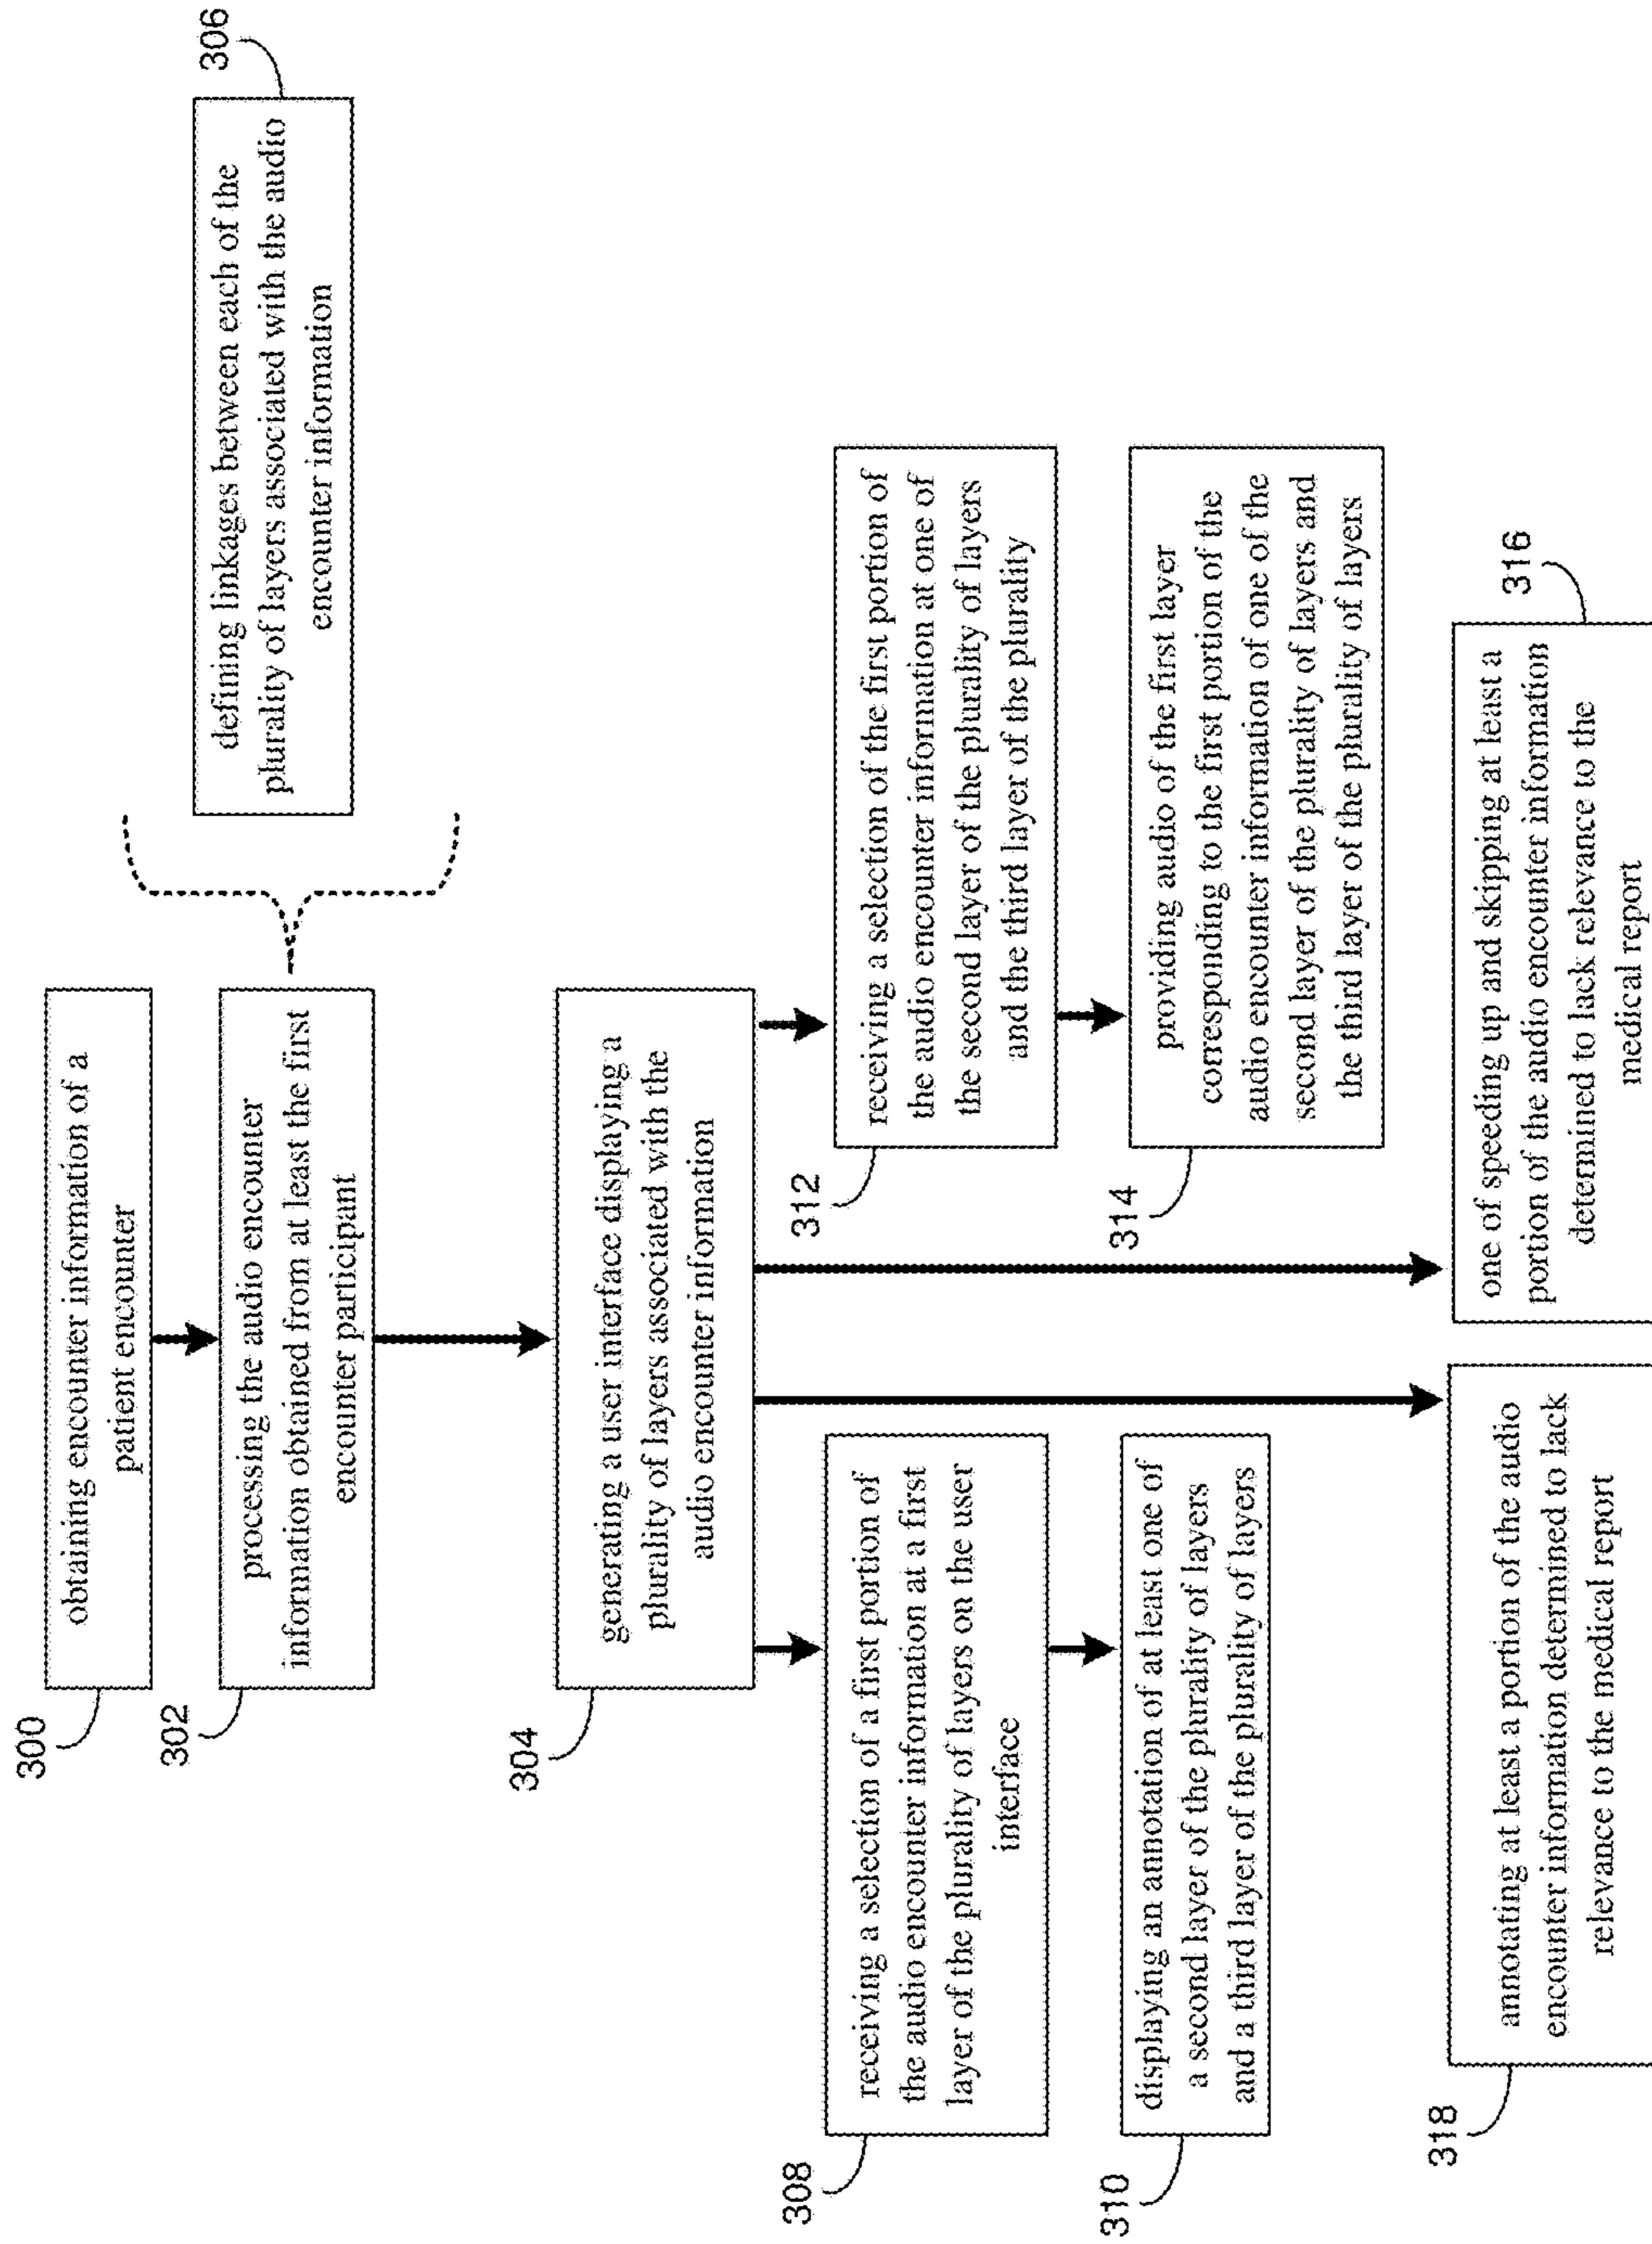 300
obtaining encounter information of a
patient encounter
302
processing the audio encounter
information obtained from at least the first
encounter participant
306
defining linkages between each of the
plurality of layers associated with the audio
encounter information
304
generating a user interface displaying a
plurality of layers associated with the
audio encounter information
308
receiving a selection of a first portion of
the audio encounter information at a first
layer of the plurality of layers on the user
interface
310
displaying an annotation of at least one of
a second layer of the plurality of layers
and a third layer of the plurality of layers
312
receiving a selection of the first portion of
the audio encounter information at one of
the second layer of the plurality of layers
and the third layer of the plurality
314
providing audio of the first layer
corresponding to the first portion of the
audio encounter information of one of the
second layer of the plurality of layers and
the third layer of the plurality of layers
318
annotating at least a portion of the audio
encounter information determined to lack
relevance to the medical report
316
one of speeding up and skipping at least a
portion of the audio encounter information
determined to lack relevance to the
medical report